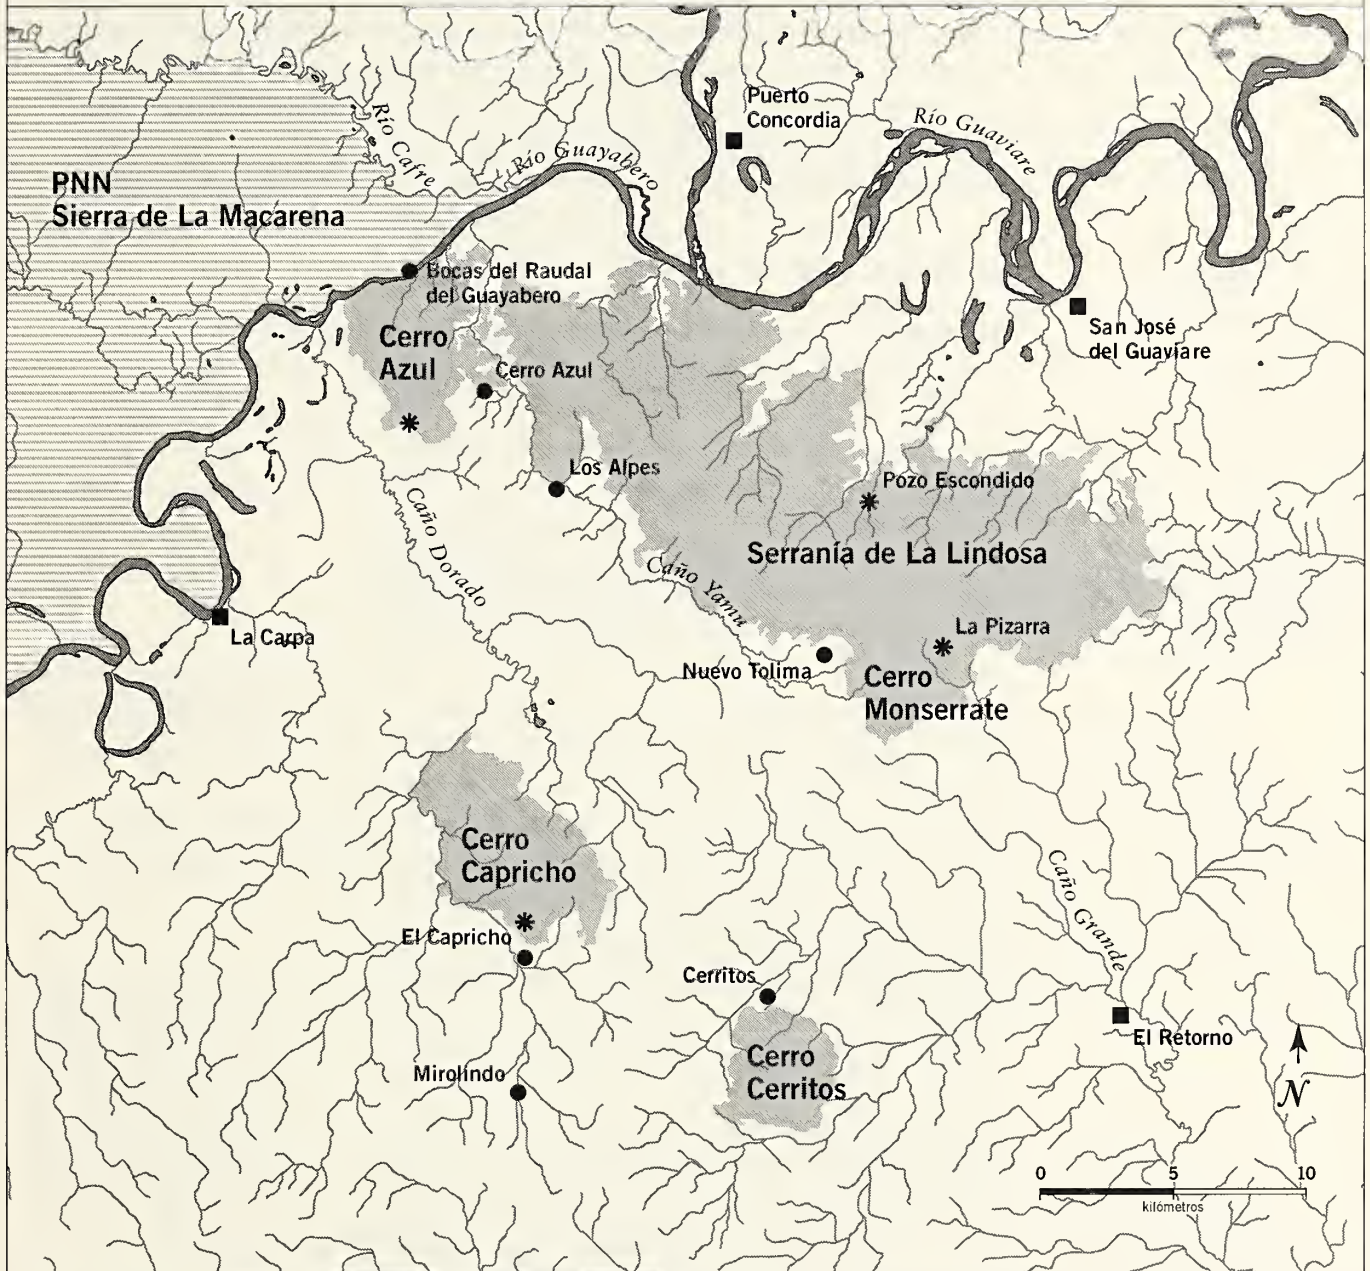 Puerto
Concordia
Río Guaviare
Río Cafre
Río Guayabero
PNN
Sierra de La Macarena
Bocas del Raudal
del Guayabero
San José
del Guaviare
Cerro
Azul
Cerro Azul
Los Alpes
Pozo Escondido
Caño Dorado
Serranía de La Lindosa
Caño Yamu
La Carpa
La Pizarra
Nuevo Tolima
Cerro
Monserrate
Cerro
Capricho
Caño Grande
El Capricho
Cerritos
El Retorno
Cerro
Cerritos
Mirolindo
N
0 5 10
kilómetros